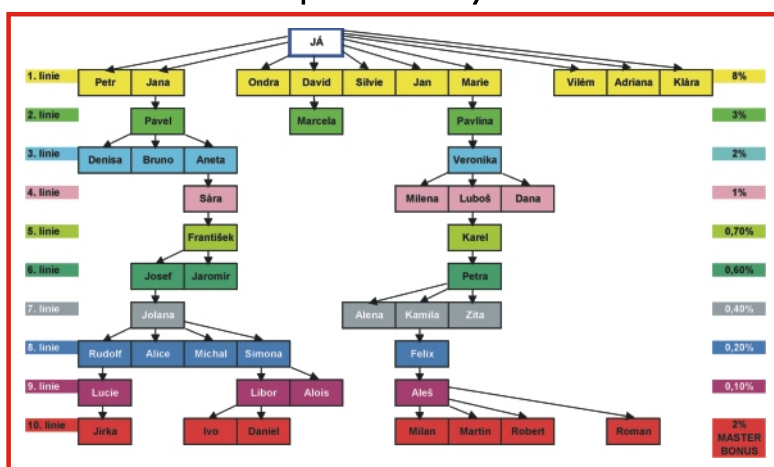 JÁ
1. linie Petr Jana Ondra David Silvie Jan Marie Vilém Adriana Klára 8%
2. linie Pavel Marcela Pavlína 3%
3. linie Denisa Bruno Aneta Veronika 2%
4. linie Sára Milena Luboš Dana 1%
5. linie František Karel 0,70%
6. linie Josef Jaromír Petra 0,60%
7. linie Jolana Alena Kamila Zita 0,40%
8. linie Rudolf Alice Michal Simona Felix 0,20%
9. linie Lucie Libor Alois Aleš 0,10%
10. linie Jirka Ivo Daniel Milan Martin Robert Roman 2%
MASTER
BONUS